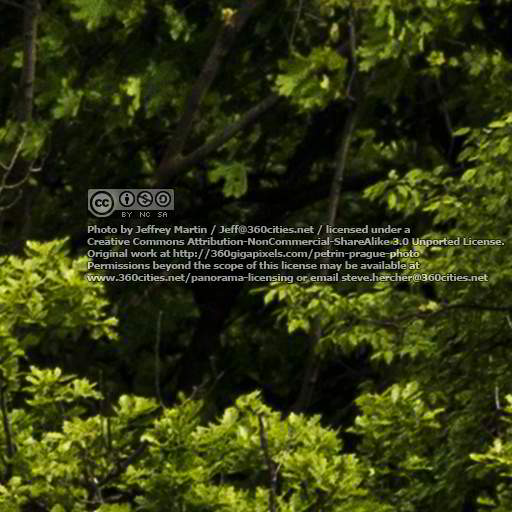 cc
BY NC SA
Photo by Jeffrey Martin / Jeff@360cities.net / licensed under a
Creative Commons Attribution-NonCommercial-ShareAlike 3.0 Unported License.
Original work at http://360gigapixels.com/petrin-prague-photo
Permissions beyond the scope of this license may be available at
www.360cities.net/panorama-licensing or email steve.hercher@360cities.net